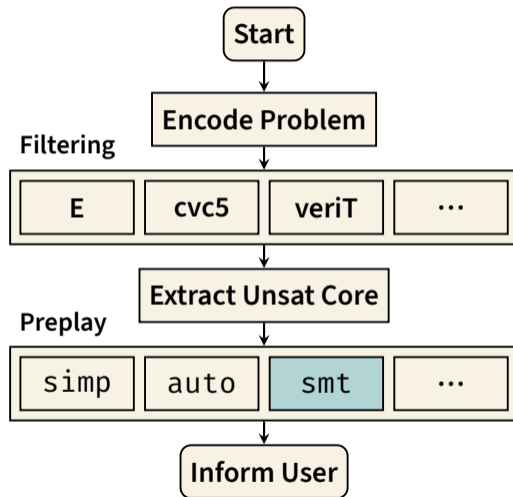 Start
Encode Problem
Filtering
E cvc5 veriT ···
Extract Unsat Core
Preplay
simp auto smt ···
Inform User